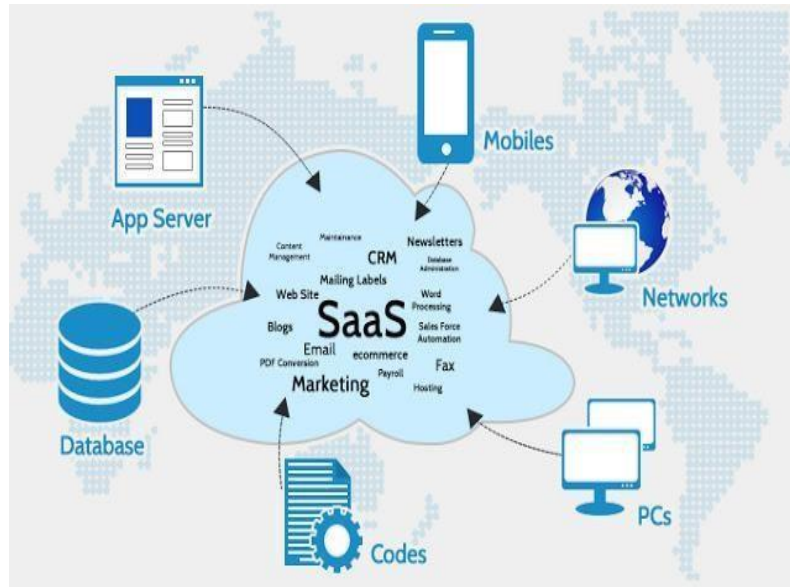 Mobiles
App Server
Maintainance
Content
Management
CRM
Newsletters
Database
Administration
Mailing Labels
Web Site
Word
Processing
SaaS
Blogs
Sales Force
Automation
Email
ecommerce
PDF Conversion
Payroll
Fax
Marketing
Hosting
Networks
Database
PCs
Codes